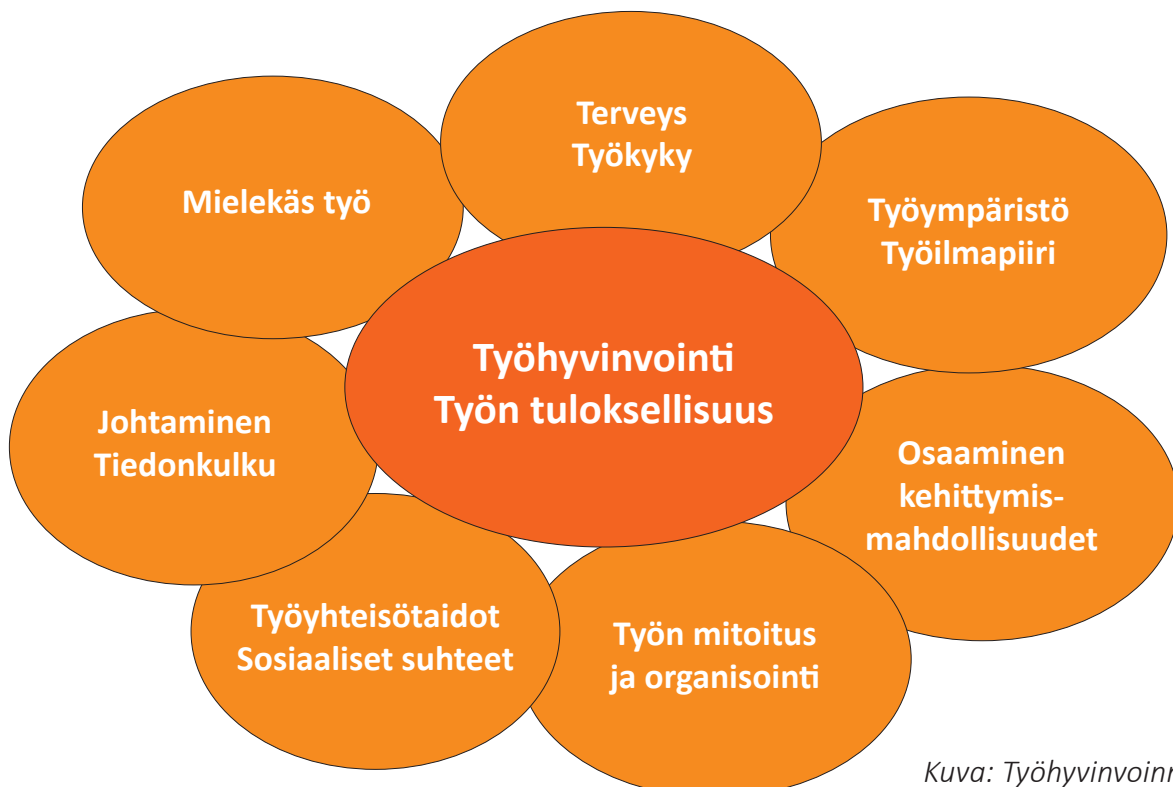 Terveys
Työkyky
Mielekäs työ
Työympäristö
Työilmapiiri
Työhyvinvointi
Työn tuloksellisuus
Johtaminen
Tiedonkulku
Osaaminen
kehittymis-
mahdollisuudet
Työyhteisötaidot
Sosiaaliset suhteet
Työn mitoitus
ja organisointi
Kuva: